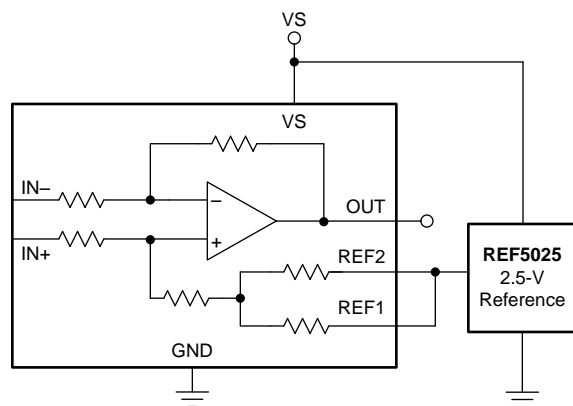 VS
VS
IN–
OUT
IN+
REF2
REF1
GND
REF5025
2.5-V
Reference
–
+